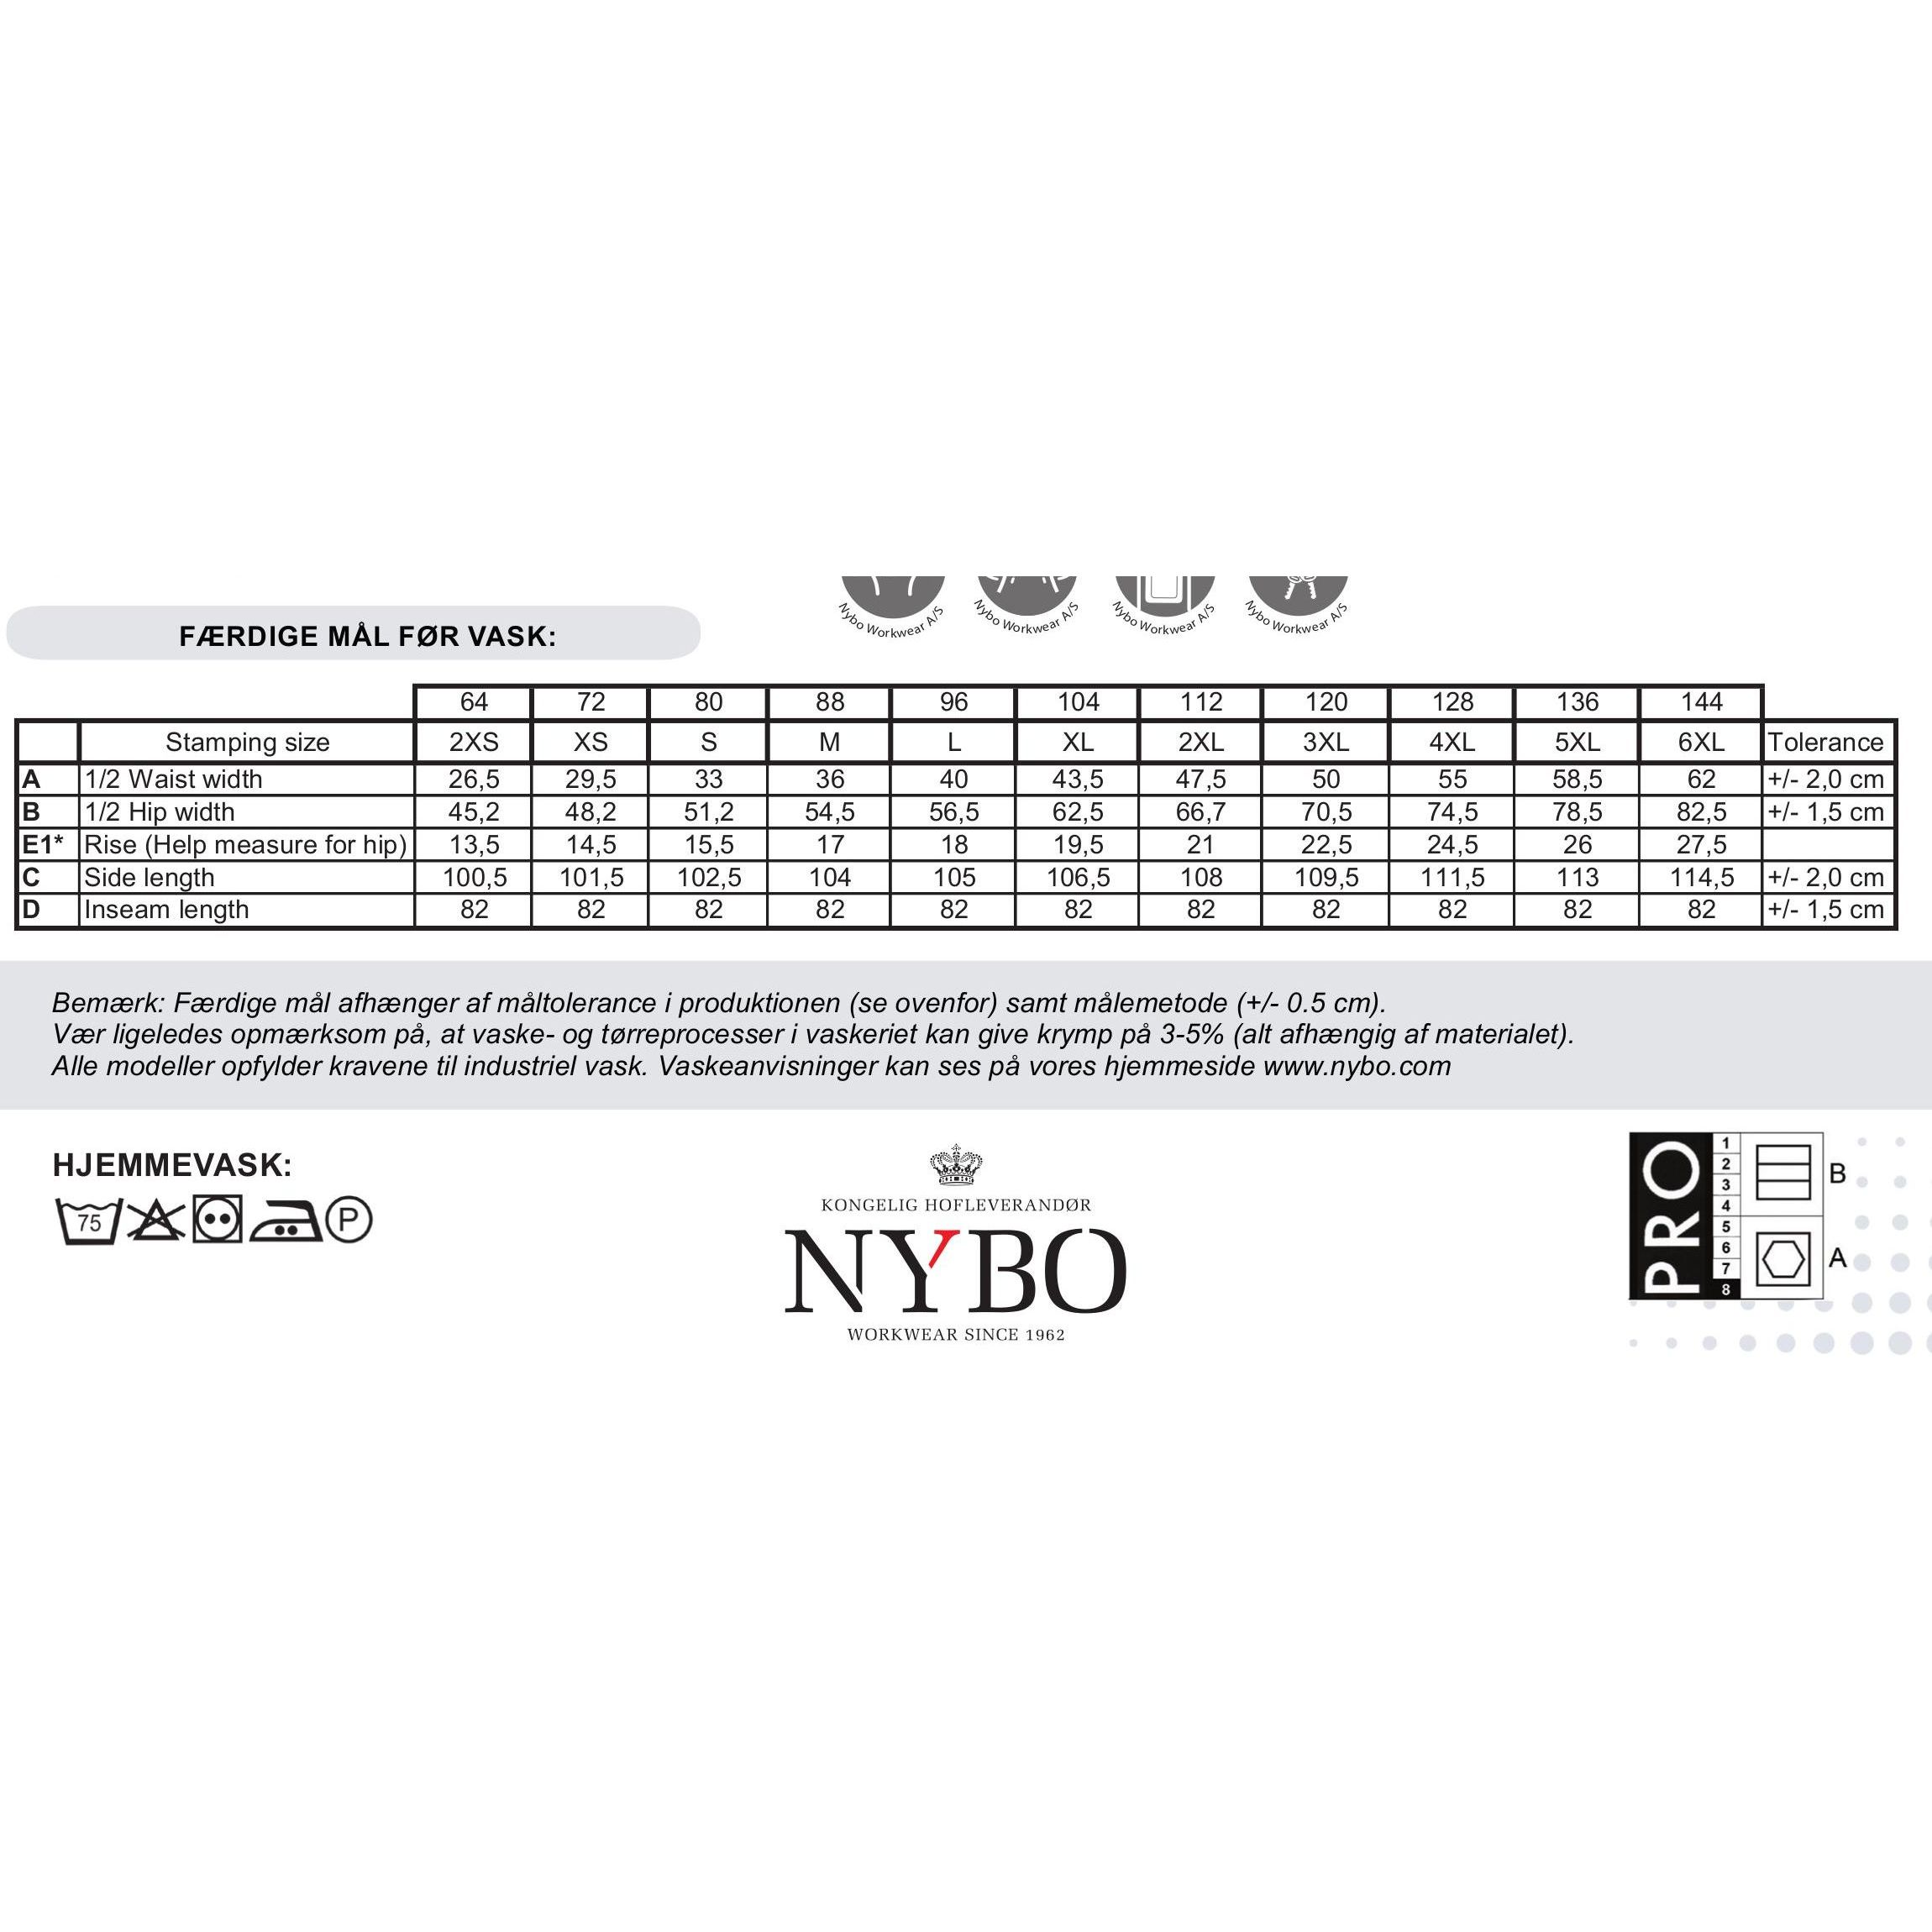 Nybo Workwear A/S
Nybo Workwear A/S
Nybo Workwear A/S
Nybo Workwear A/S
FÆRDIGE MÅL FØR VASK:
64 72 80 88 96 104 112 120 128 136 144
Stamping size 2XS XS S M L XL 2XL 3XL 4XL 5XL 6XL Tolerance
A 1/2 Waist width 26,5 29,5 33 36 40 43,5 47,5 50 55 58,5 62 +/- 2,0 cm
B 1/2 Hip width 45,2 48,2 51,2 54,5 56,5 62,5 66,7 70,5 74,5 78,5 82,5 +/- 1,5 cm
E1* Rise (Help measure for hip) 13,5 14,5 15,5 17 18 19,5 21 22,5 24,5 26 27,5
C Side length 100,5 101,5 102,5 104 105 106,5 108 109,5 111,5 113 114,5 +/- 2,0 cm
D Inseam length 82 82 82 82 82 82 82 82 82 82 82 +/- 1,5 cm
Bemærk: Færdige mål afhænger af måltolerance i produktionen (se ovenfor) samt målemetode (+/- 0.5 cm).
Vær ligeledes opmærksom på, at vaske- og tørreprocesser i vaskeriet kan give krymp på 3-5% (alt afhængig af materialet).
Alle modeller opfylder kravene til industriel vask. Vaskeanvisninger kan ses på vores hjemmeside www.nybo.com
HJEMMEVASK:
75 P
KONGELIG HOFLEVERANDØR
NYBO
WORKWEAR SINCE 1962
PRO
1
2
3
4
5
6
7
8
B
A